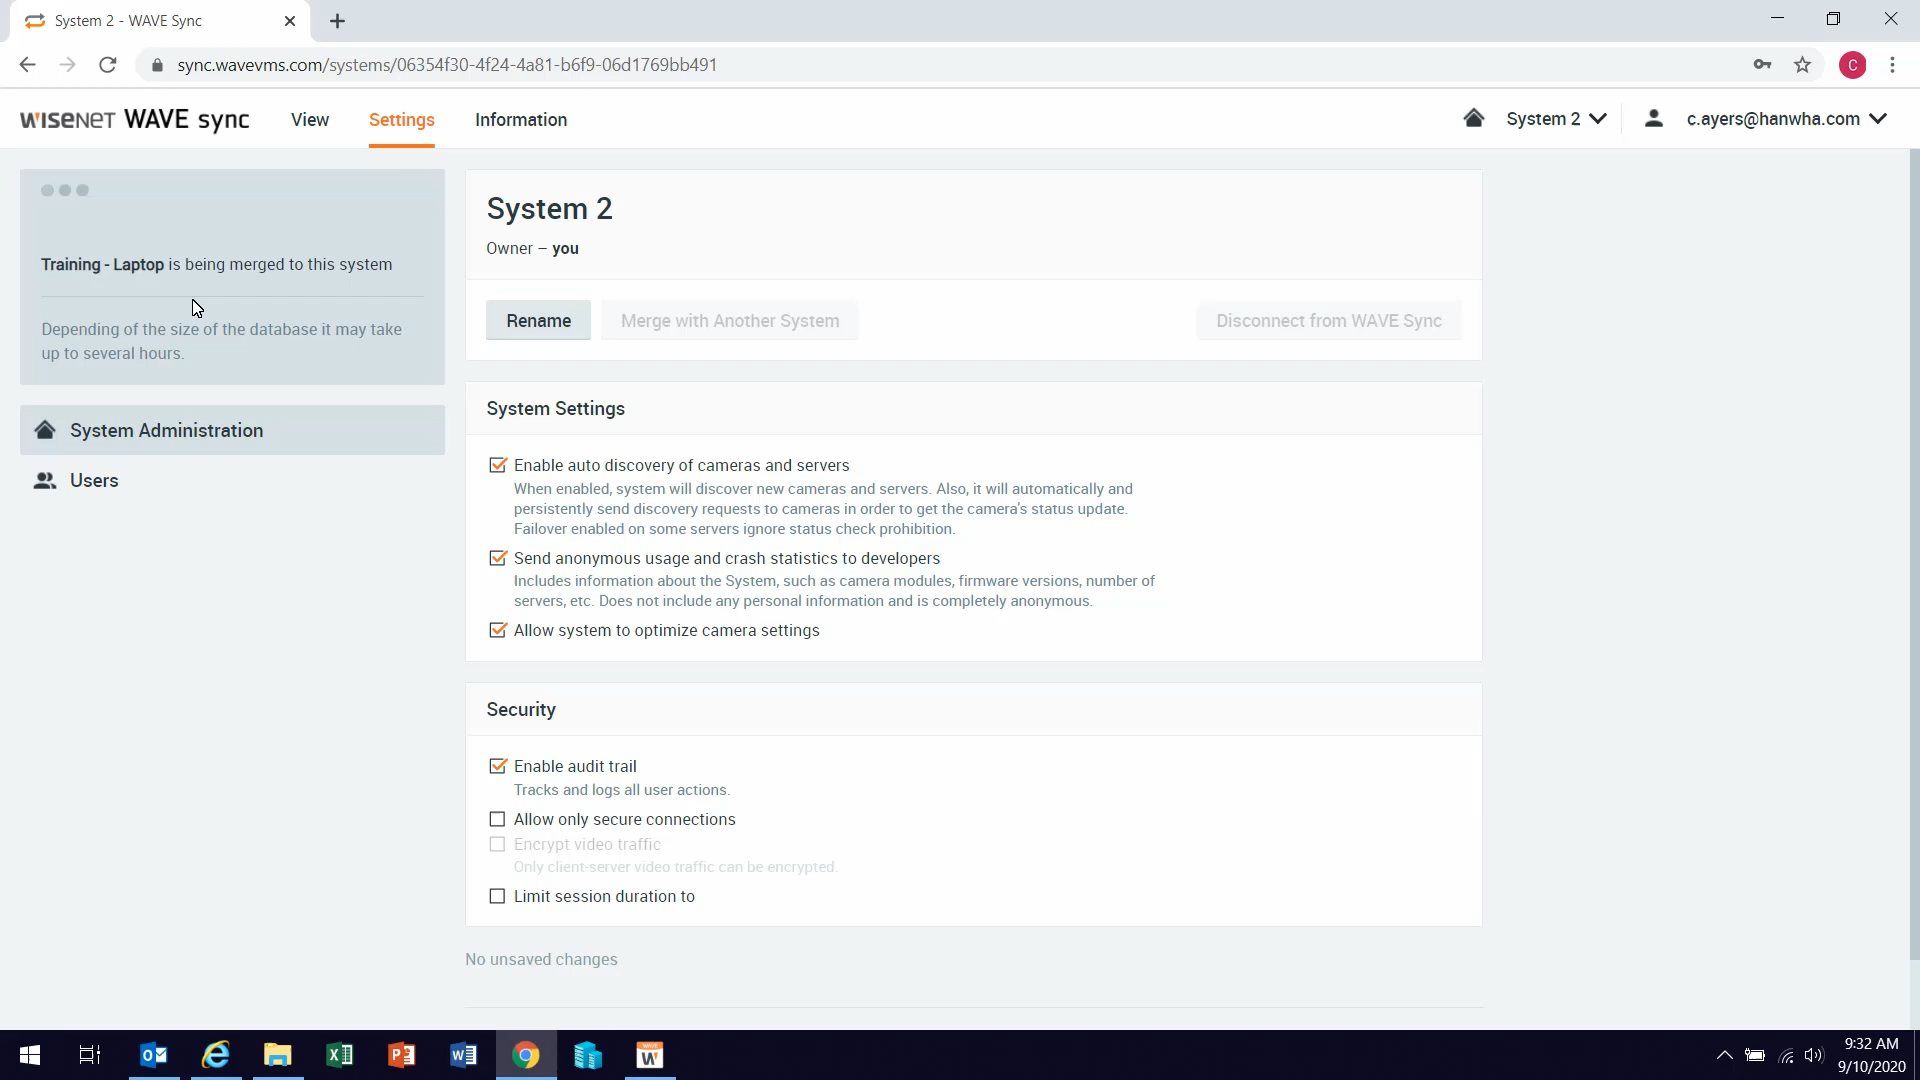 System 2 - WAVE Sync
sync.wavevms.com/systems/06354f30-4f24-4a81-b6f9-06d1769bb491
C
WISENET WAVE sync
View
Settings
Information
System 2
c.ayers@hanwha.com
Training - Laptop is being merged to this system
Depending of the size of the database it may take
up to several hours.
System Administration
Users
System 2
Owner – you
Rename
Merge with Another System
Disconnect from WAVE Sync
System Settings
Enable auto discovery of cameras and servers
When enabled, system will discover new cameras and servers. Also, it will automatically and
persistently send discovery requests to cameras in order to get the camera's status update.
Failover enabled on some servers ignore status check prohibition.
Send anonymous usage and crash statistics to developers
Includes information about the System, such as camera modules, firmware versions, number of
servers, etc. Does not include any personal information and is completely anonymous.
Allow system to optimize camera settings
Security
Enable audit trail
Tracks and logs all user actions.
Allow only secure connections
Encrypt video traffic
Only client-server video traffic can be encrypted.
Limit session duration to
No unsaved changes
9:32 AM
9/10/2020